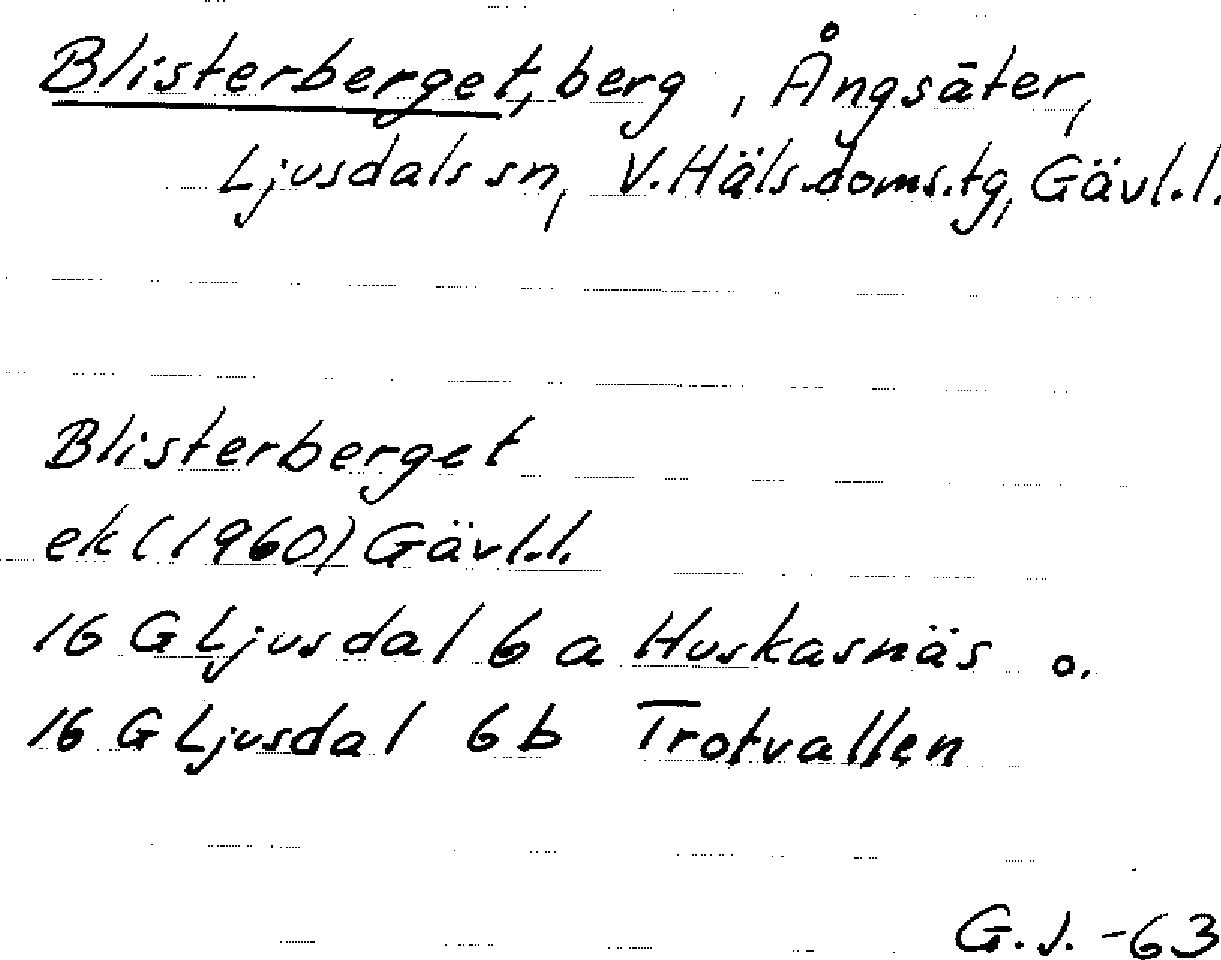 Blisterberget, berg, Ångsäter,
Ljusdals sn, V. Häls. doms.tg, Gävl.l.
Blisterberget
ek (1960) Gävl.l.
16 G Ljusdal 6 a Huskasnäs o.
16 G Ljusdal 6 b Trotvallen
G.J. -63